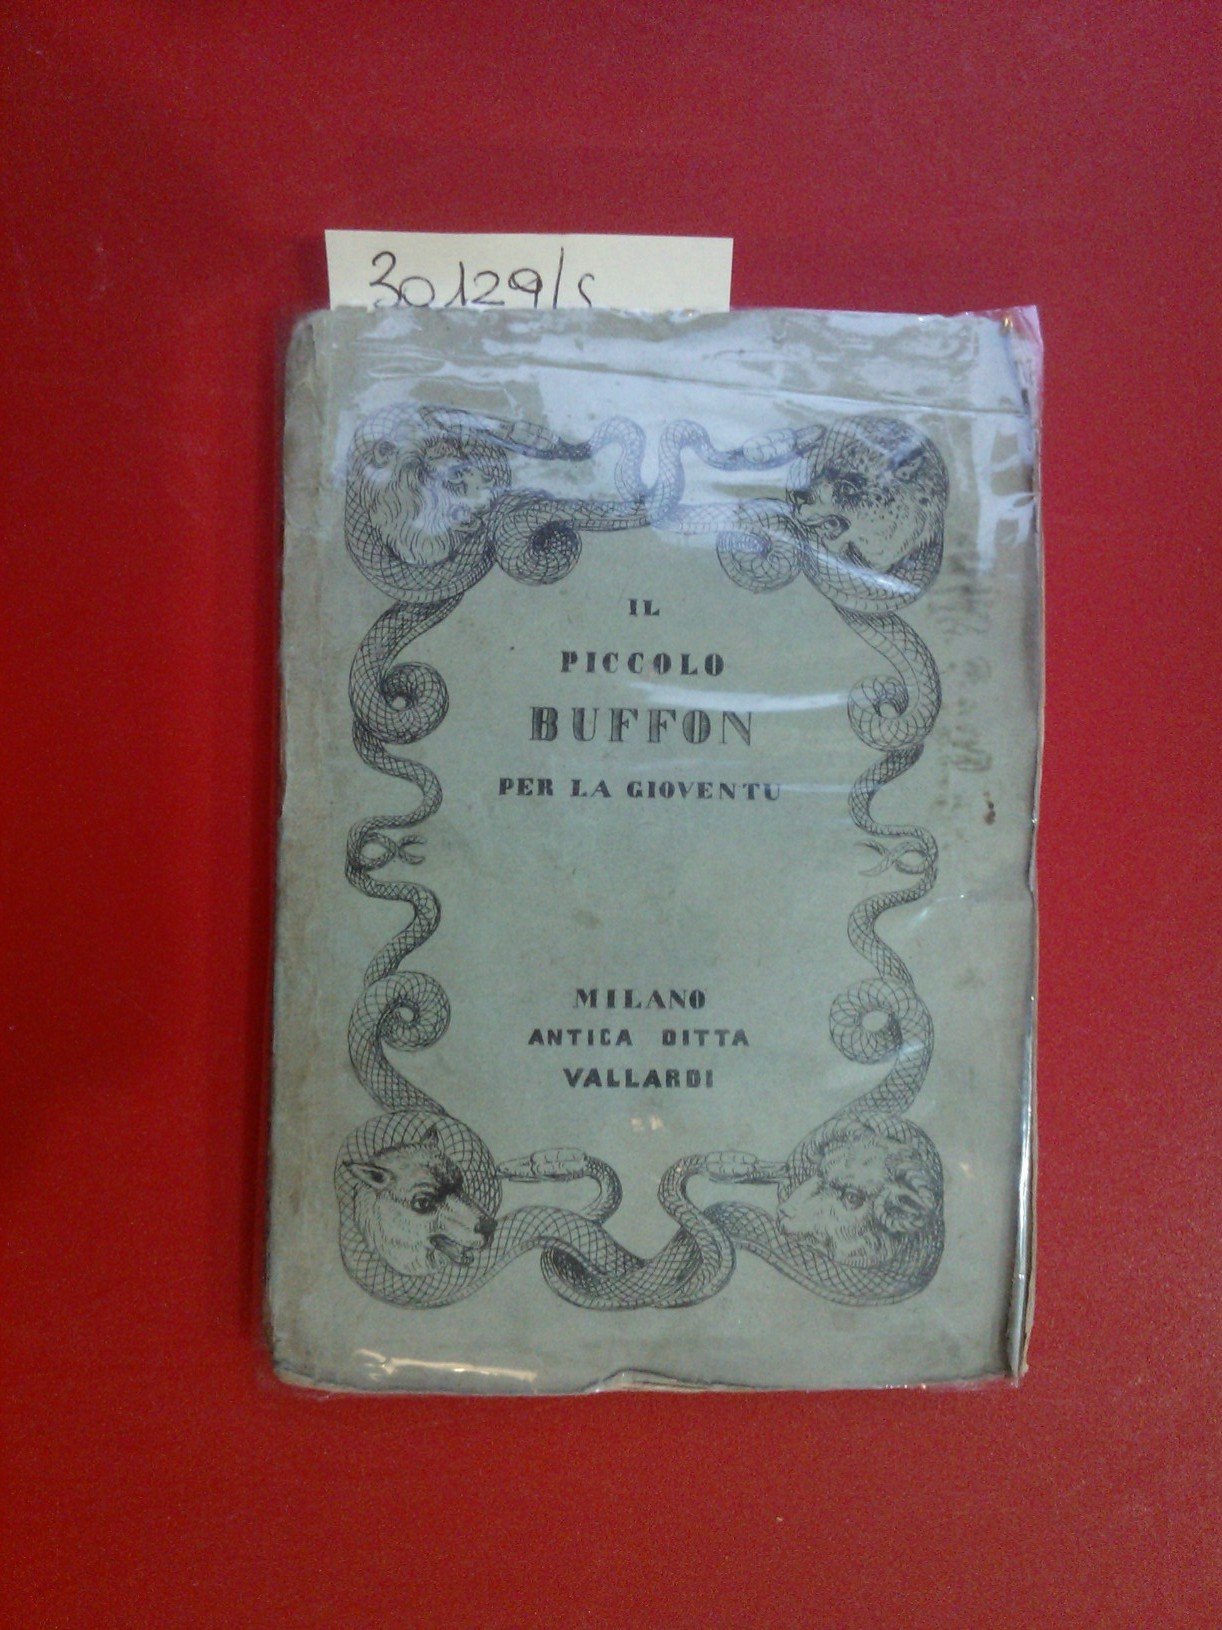 30129/s
IL
PICCOLO
BUFFON
PER LA GIOVENTU
MILANO
ANTICA DITTA
VALLARDI